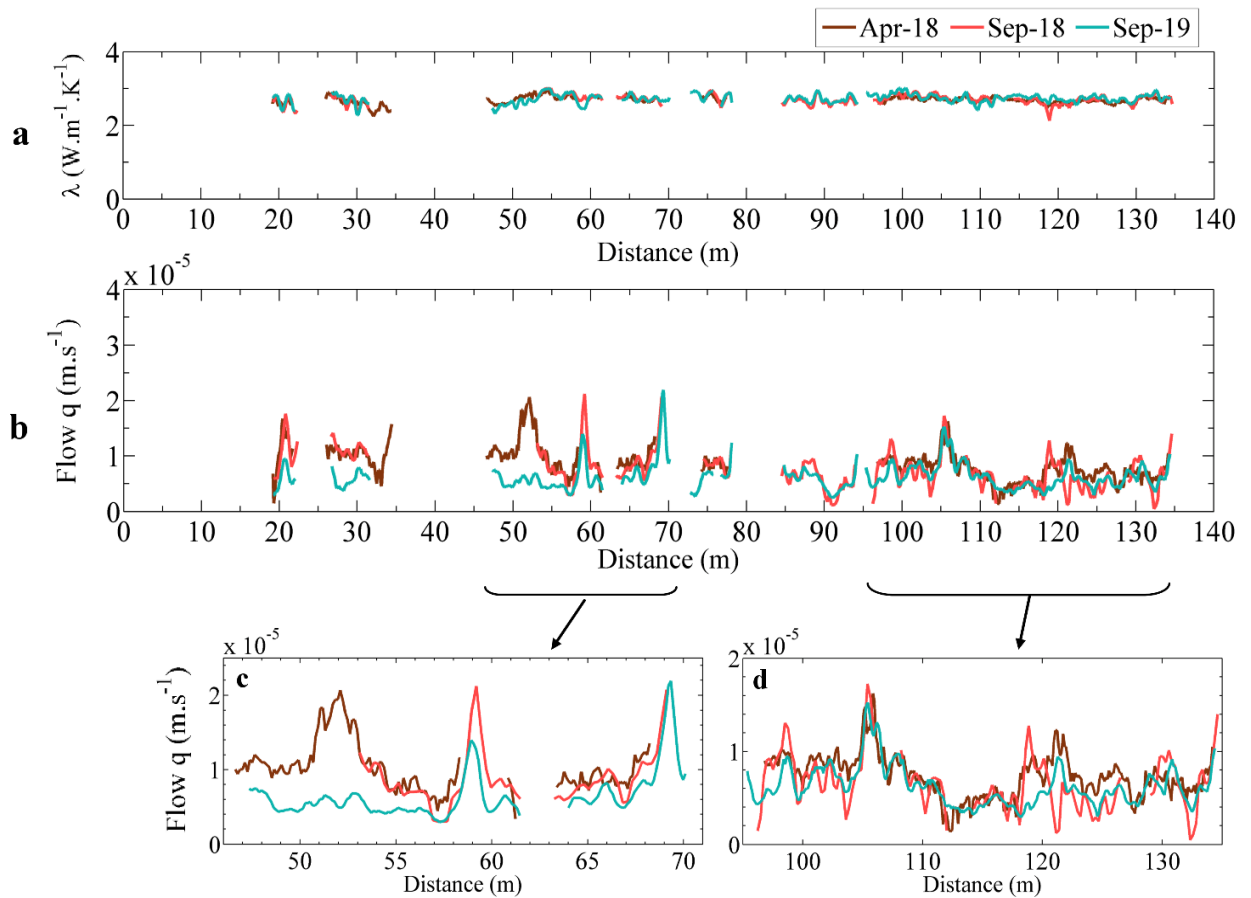 Apr-18 Sep-18 Sep-19
a
λ (W.m⁻¹.K⁻¹)
4
2
0
0 10 20 30 40 50 60 70 80 90 100 110 120 130 140
Distance (m)
x 10⁻⁵
b
Flow q (m.s⁻¹)
4
3
2
1
0
0 10 20 30 40 50 60 70 80 90 100 110 120 130 140
Distance (m)
x 10⁻⁵
c
Flow q (m.s⁻¹)
2
1
0
50 55 60 65 70
Distance (m)
x 10⁻⁵
d
2
1
0
100 110 120 130
Distance (m)